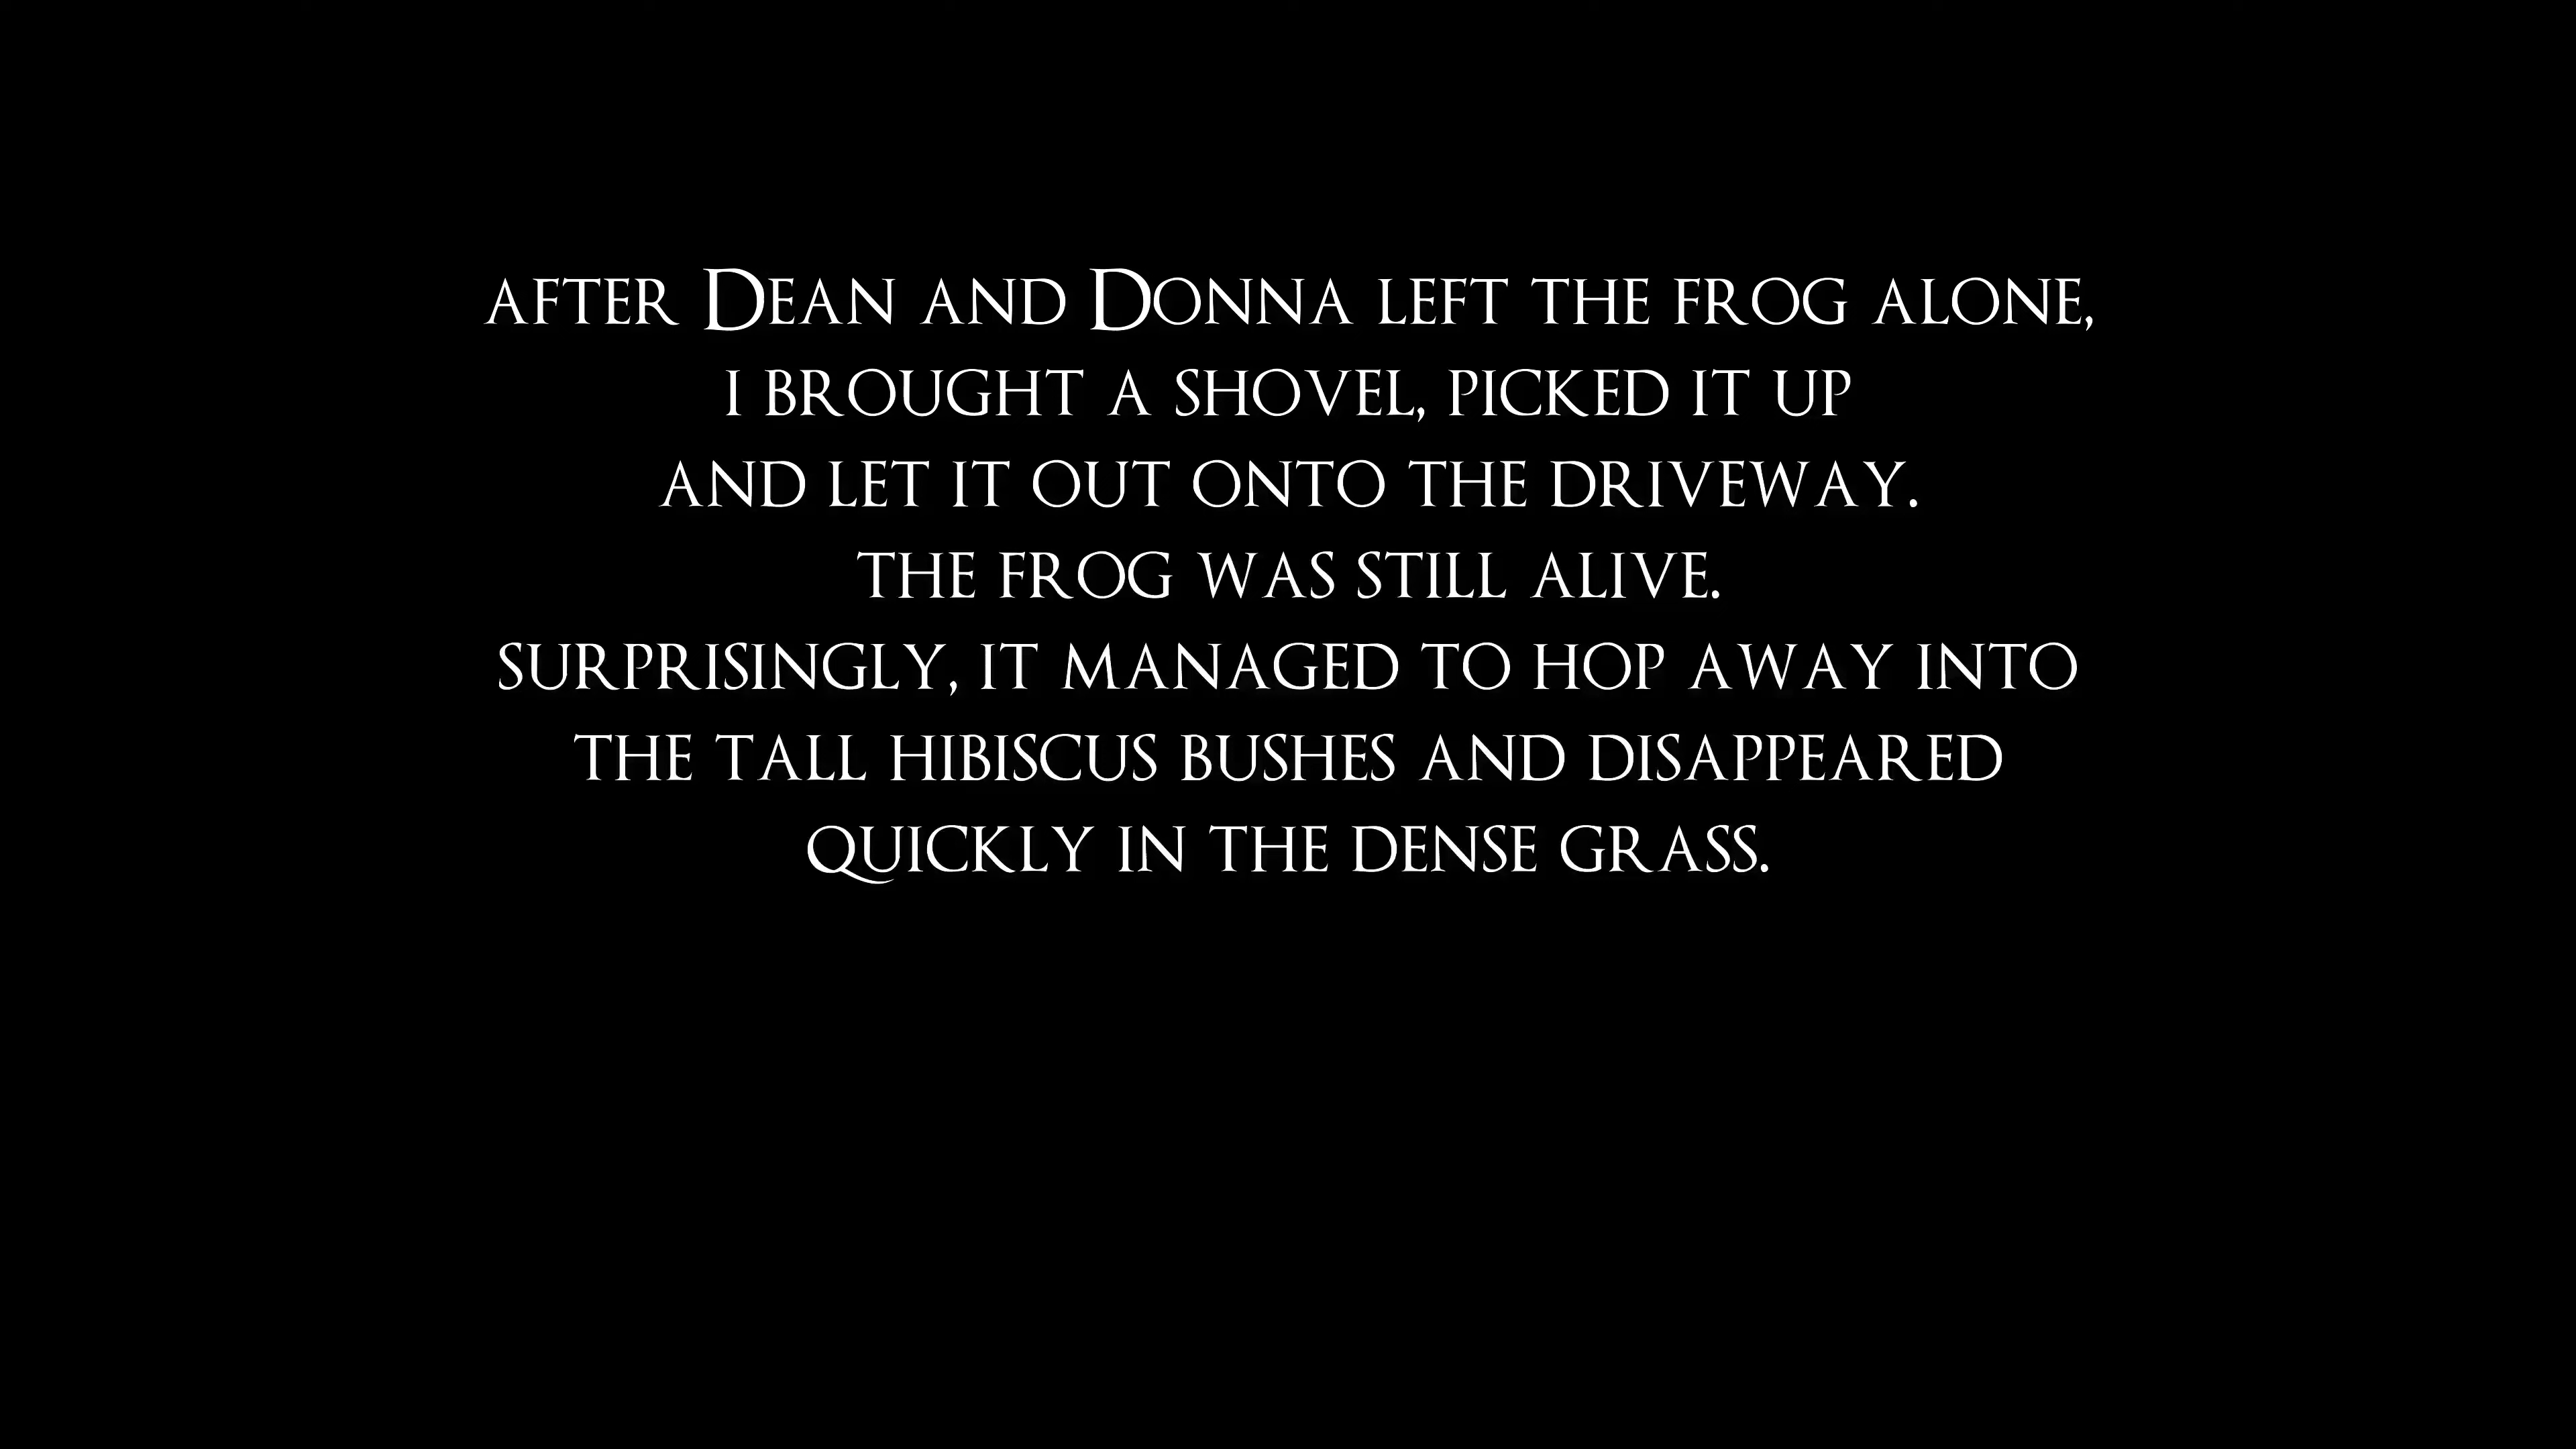 after Dean and Donna left the frog alone,
i brought a shovel, picked it up
and let it out onto the driveway.
the frog was still alive.
surprisingly, it managed to hop away into
the tall hibiscus bushes and disappeared
quickly in the dense grass.